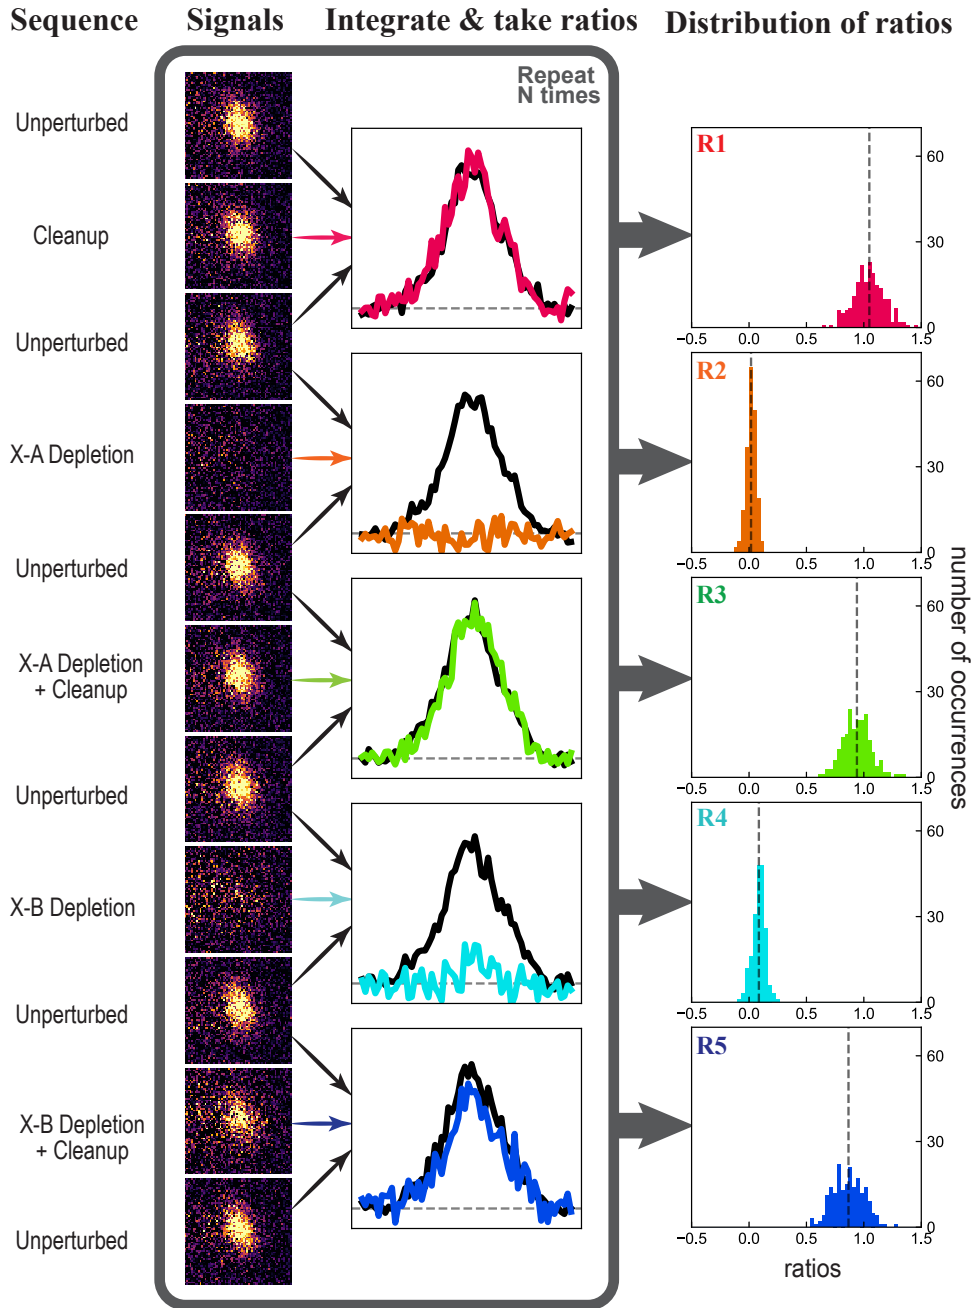 Sequence Signals Integrate & take ratios Distribution of ratios
Repeat
N times
Unperturbed
Cleanup
Unperturbed
X-A Depletion
Unperturbed
X-A Depletion
+ Cleanup
Unperturbed
X-B Depletion
Unperturbed
X-B Depletion
+ Cleanup
Unperturbed
R1
60
30
0
−0.5 0.0 0.5 1.0 1.5
R2
60
30
0
−0.5 0.0 0.5 1.0 1.5
R3
60
30
0
−0.5 0.0 0.5 1.0 1.5
R4
60
30
0
−0.5 0.0 0.5 1.0 1.5
R5
60
30
0
−0.5 0.0 0.5 1.0 1.5
number of occurrences
ratios